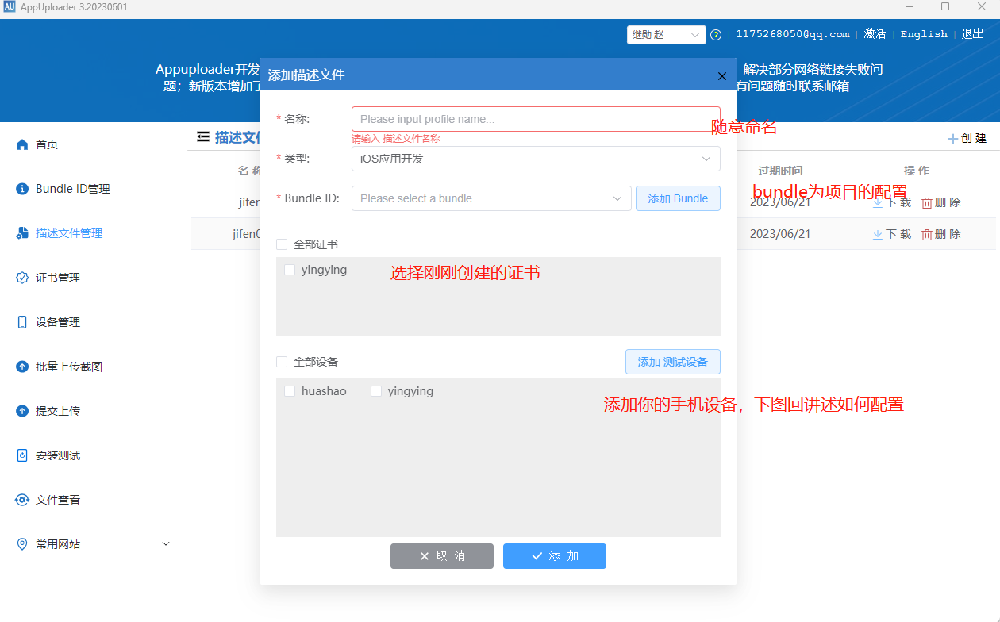 AU AppUploader 3.20230601
继勋 赵
?
1175268050@qq.com | 激活 | English | 退出
Appuploader开发
解决部分网络链接失败问
题；新版本增加了
有问题随时联系邮箱
添加描述文件
* 名称:
Please input profile name...
随意命名
请输入 描述文件名称
* 类型:
iOS应用开发
* Bundle ID:
Please select a bundle...
添加 Bundle
bundle为项目的配置
全部证书
yingying
选择刚刚创建的证书
全部设备
添加 测试设备
huashao
yingying
添加你的手机设备，下图回讲述如何配置
取 消
添 加
首页
Bundle ID管理
描述文件管理
证书管理
设备管理
批量上传截图
提交上传
安装测试
文件查看
常用网站
描述文
创 建
名 称
过期时间
操 作
jifen
2023/06/21
下 载
删 除
jifen0
2023/06/21
下 载
删 除